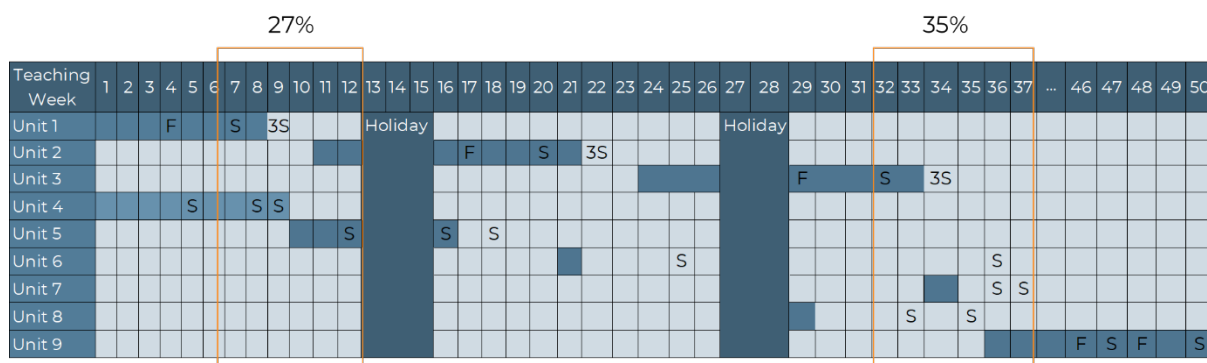 27% 35%
Teaching Week 1 2 3 4 5 6 7 8 9 10 11 12 13 14 15 16 17 18 19 20 21 22 23 24 25 26 27 28 29 30 31 32 33 34 35 36 37 ... 46 47 48 49 50
Unit 1 F S 3S Holiday Holiday
Unit 2 F S 3S
Unit 3 F S 3S
Unit 4 S S S
Unit 5 S S S
Unit 6 S S
Unit 7 S S
Unit 8 S S
Unit 9 F S F S